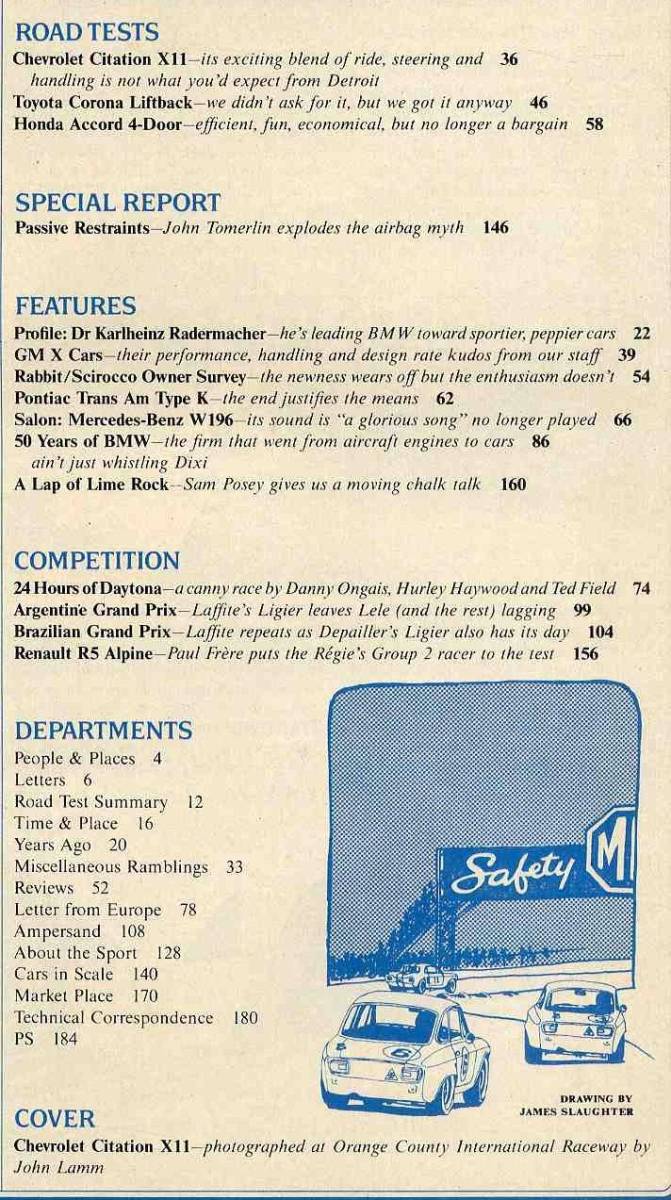 ROAD TESTS
Chevrolet Citation X11—its exciting blend of ride, steering and 36
handling is not what you'd expect from Detroit
Toyota Corona Liftback—we didn't ask for it, but we got it anyway 46
Honda Accord 4-Door—efficient, fun, economical, but no longer a bargain 58
SPECIAL REPORT
Passive Restraints—John Tomerlin explodes the airbag myth 146
FEATURES
Profile: Dr Karlheinz Radermacher—he's leading BMW toward sportier, peppier cars 22
GM X Cars—their performance, handling and design rate kudos from our staff 39
Rabbit/Scirocco Owner Survey—the newness wears off but the enthusiasm doesn't 54
Pontiac Trans Am Type K—the end justifies the means 62
Salon: Mercedes-Benz W196—its sound is "a glorious song" no longer played 66
50 Years of BMW—the firm that went from aircraft engines to cars 86
ain't just whistling Dixi
A Lap of Lime Rock—Sam Posey gives us a moving chalk talk 160
COMPETITION
24 Hours of Daytona—a canny race by Danny Ongais, Hurley Haywood and Ted Field 74
Argentine Grand Prix—Laffite's Ligier leaves Lele (and the rest) lagging 99
Brazilian Grand Prix—Laffite repeats as Depailler's Ligier also has its day 104
Renault R5 Alpine—Paul Frère puts the Régie's Group 2 racer to the test 156
DEPARTMENTS
People & Places 4
Letters 6
Road Test Summary 12
Time & Place 16
Years Ago 20
Miscellaneous Ramblings 33
Reviews 52
Letter from Europe 78
Ampersand 108
About the Sport 128
Cars in Scale 140
Market Place 170
Technical Correspondence 180
PS 184
Safety M
6
DRAWING BY
JAMES SLAUGHTER
COVER
Chevrolet Citation X11—photographed at Orange County International Raceway by
John Lamm